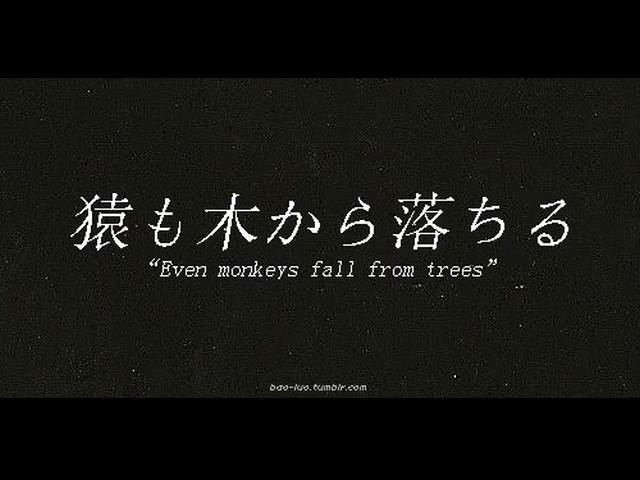 猿も木から落ちる
“Even monkeys fall from trees”
bao-luo.tumblr.com